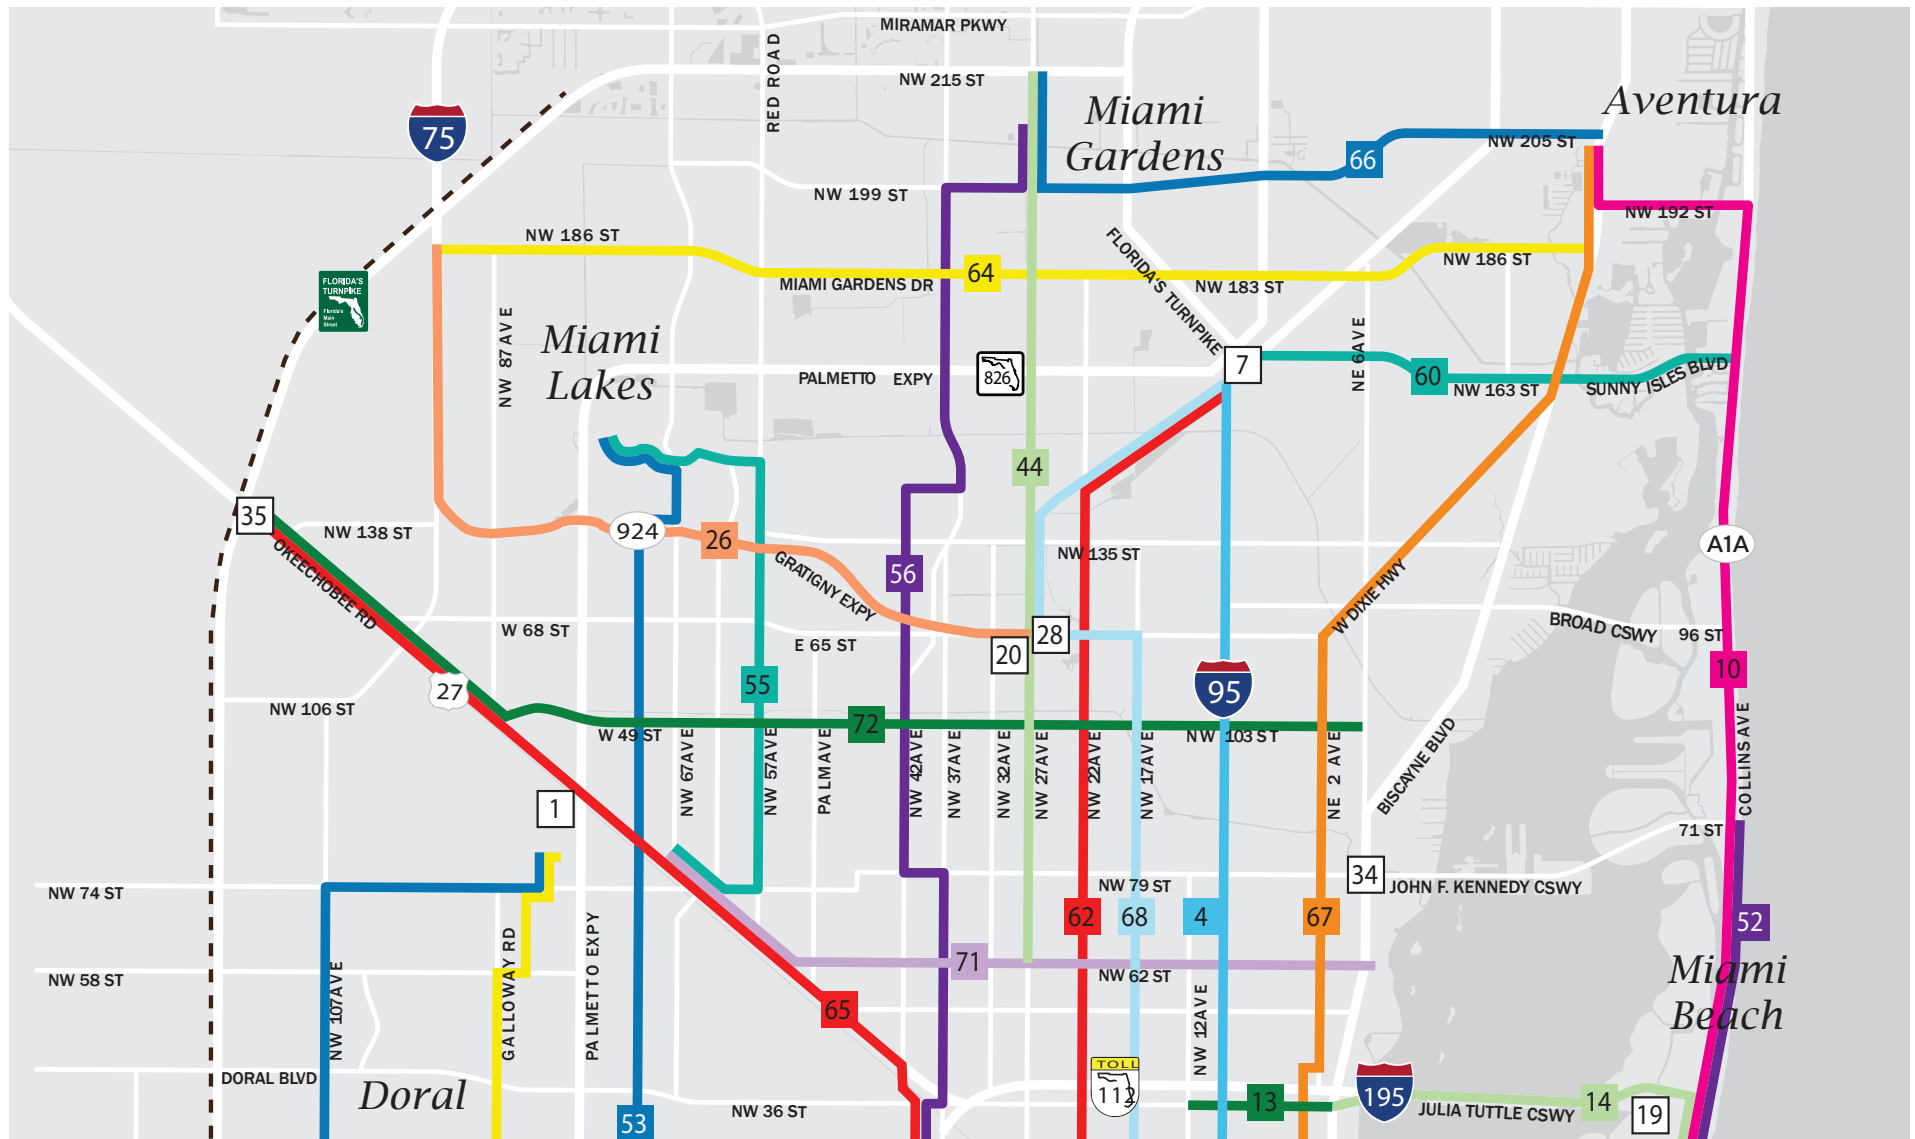 MIRAMAR PKWY
RED ROAD
NW 215 ST
75
Miami
Gardens
Aventura
NW 205 ST
66
NW 199 ST
NW 192 ST
NW 186 ST
64
MIAMI GARDENS DR
FLORIDA'S TURNPIKE
NW 183 ST
NW 186 ST
FLORIDA'S
TURNPIKE
Florida's
Main
Street
NW 87 AVE
Miami
Lakes
PALMETTO EXPY
826
7
NE 6 AVE
60
NW 163 ST
SUNNY ISLES BLVD
44
35
NW 138 ST
OKEECHOBEE RD
924
26
GRATIGNY EXPY
56
NW 135 ST
A1A
W DIXIE HWY
W 68 ST
E 65 ST
20
28
BROAD CSWY
96 ST
10
27
55
95
NW 106 ST
W 49 ST
72
NW 103 ST
NW 67 AVE
NW 57 AVE
PALM AVE
NW 42 AVE
NW 37 AVE
NW 32 AVE
NW 27 AVE
NW 22 AVE
NW 17 AVE
NE 2 AVE
BISCAYNE BLVD
COLLINS AVE
1
71 ST
34
JOHN F. KENNEDY CSWY
NW 74 ST
NW 79 ST
62
68
4
67
52
71
NW 62 ST
NW 58 ST
NW 107 AVE
GALLOWAY RD
PALMETTO EXPY
65
NW 12 AVE
Miami
Beach
DORAL BLVD
Doral
53
NW 36 ST
TOLL
112
13
195
JULIA TUTTLE CSWY
14
19